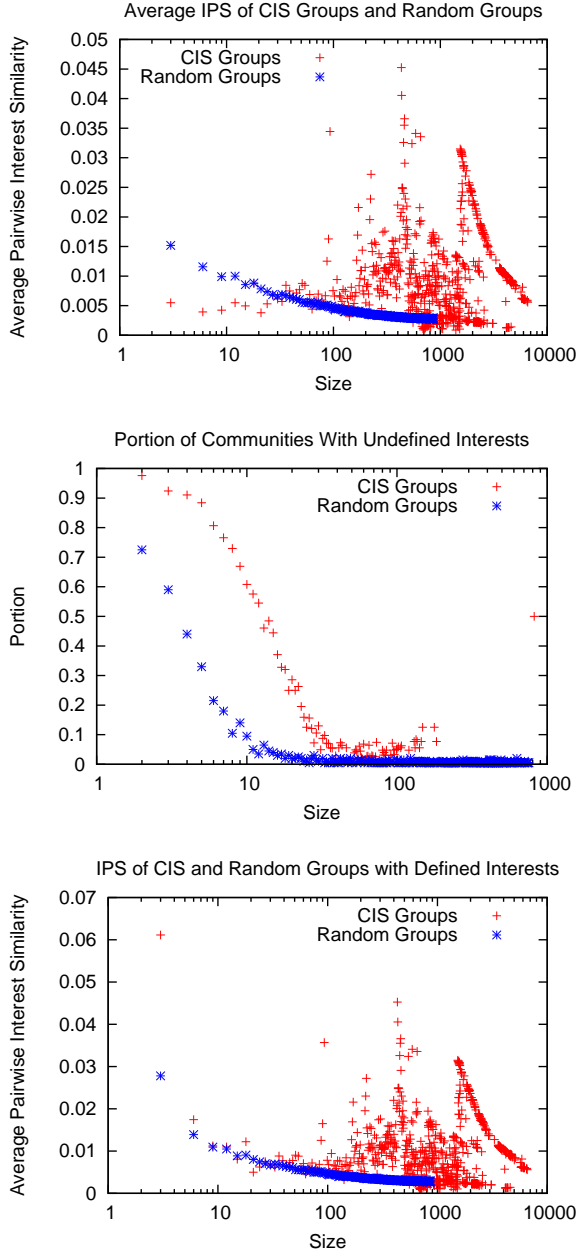 Average IPS of CIS Groups and Random Groups
Average Pairwise Interest Similarity
0.05
0.045
0.04
0.035
0.03
0.025
0.02
0.015
0.01
0.005
0
CIS Groups
Random Groups
1 10 100 1000 10000
Size
Portion of Communities With Undefined Interests
Portion
1
0.9
0.8
0.7
0.6
0.5
0.4
0.3
0.2
0.1
0
CIS Groups
Random Groups
1 10 100 1000
Size
IPS of CIS and Random Groups with Defined Interests
Average Pairwise Interest Similarity
0.07
0.06
0.05
0.04
0.03
0.02
0.01
0
CIS Groups
Random Groups
1 10 100 1000 10000
Size